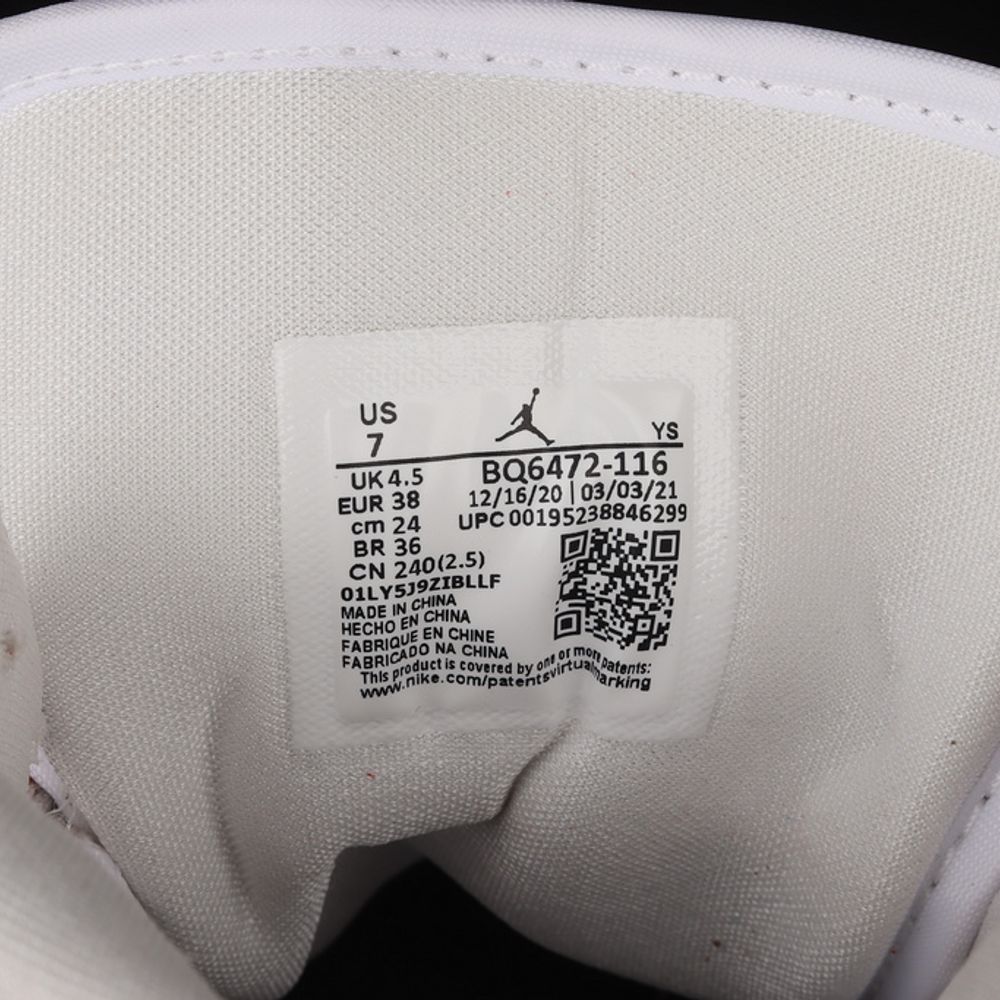 US
7
YS
UK 4.5
EUR 38
cm 24
BR 36
CN 240(2.5)
BQ6472-116
12/16/20 | 03/03/21
UPC 00195238846299
01LY5J9ZIBLLF
MADE IN CHINA
HECHO EN CHINA
FABRIQUE EN CHINE
FABRICADO NA CHINA
This product is covered by one or more patents:
www.nike.com/patentsvirtualmarking